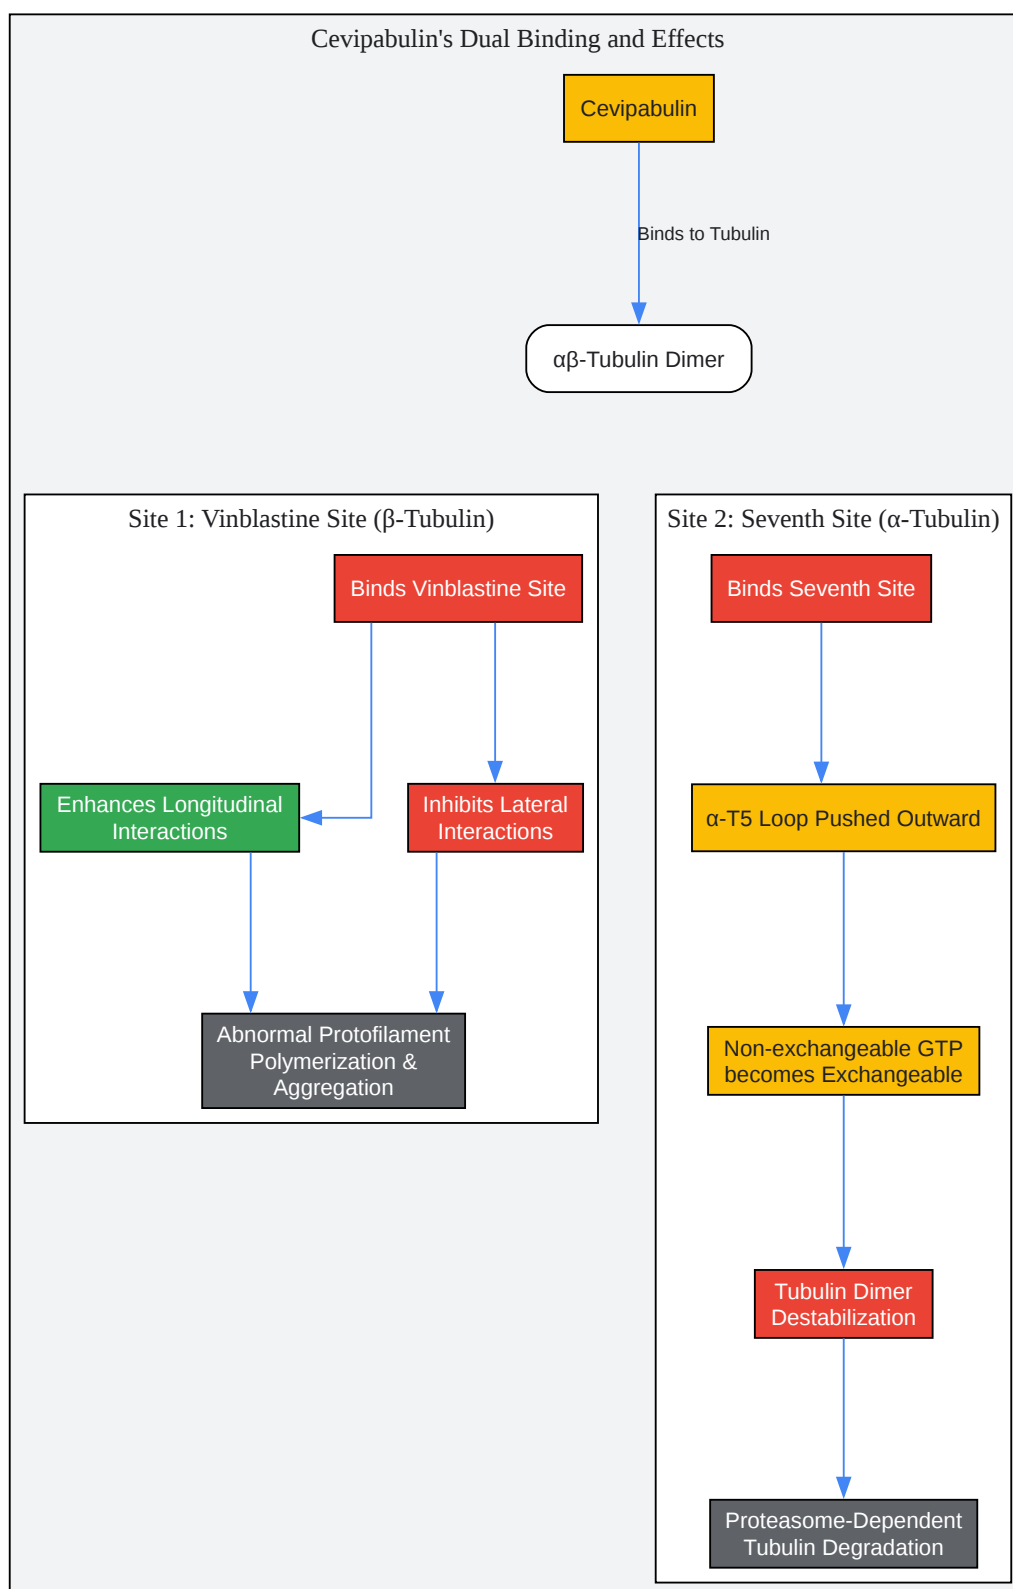 Cevipabulin's Dual Binding and Effects
Cevipabulin
Binds to Tubulin
αβ-Tubulin Dimer
Site 1: Vinblastine Site (β-Tubulin)
Binds Vinblastine Site
Enhances Longitudinal
Interactions
Inhibits Lateral
Interactions
Abnormal Protofilament
Polymerization &
Aggregation
Site 2: Seventh Site (α-Tubulin)
Binds Seventh Site
α-T5 Loop Pushed Outward
Non-exchangeable GTP
becomes Exchangeable
Tubulin Dimer
Destabilization
Proteasome-Dependent
Tubulin Degradation